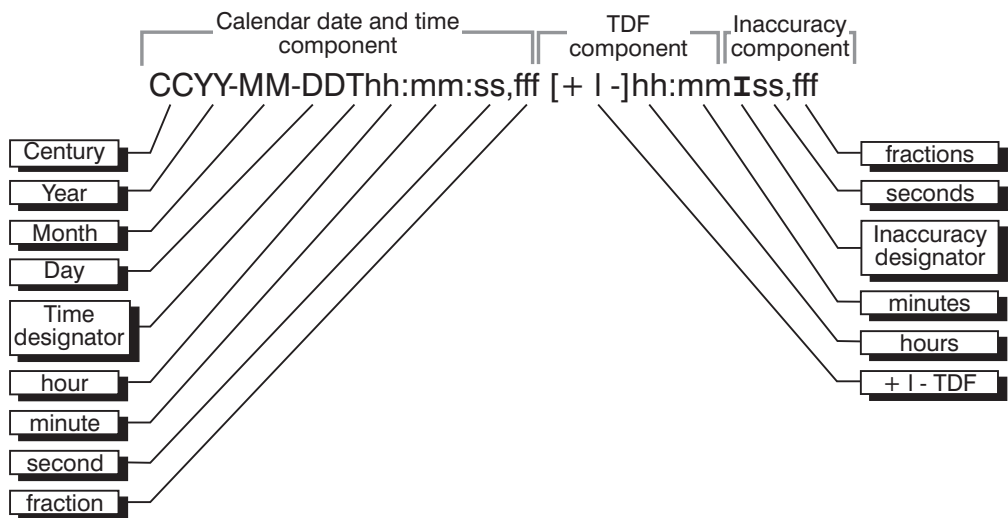 Calendar date and time
component
TDF
component
Inaccuracy
component
CCYY-MM-DDThh:mm:ss,fff [+ | -]hh:mmIss,fff
Century
Year
Month
Day
Time
designator
hour
minute
second
fraction
fractions
seconds
Inaccuracy
designator
minutes
hours
+ | - TDF